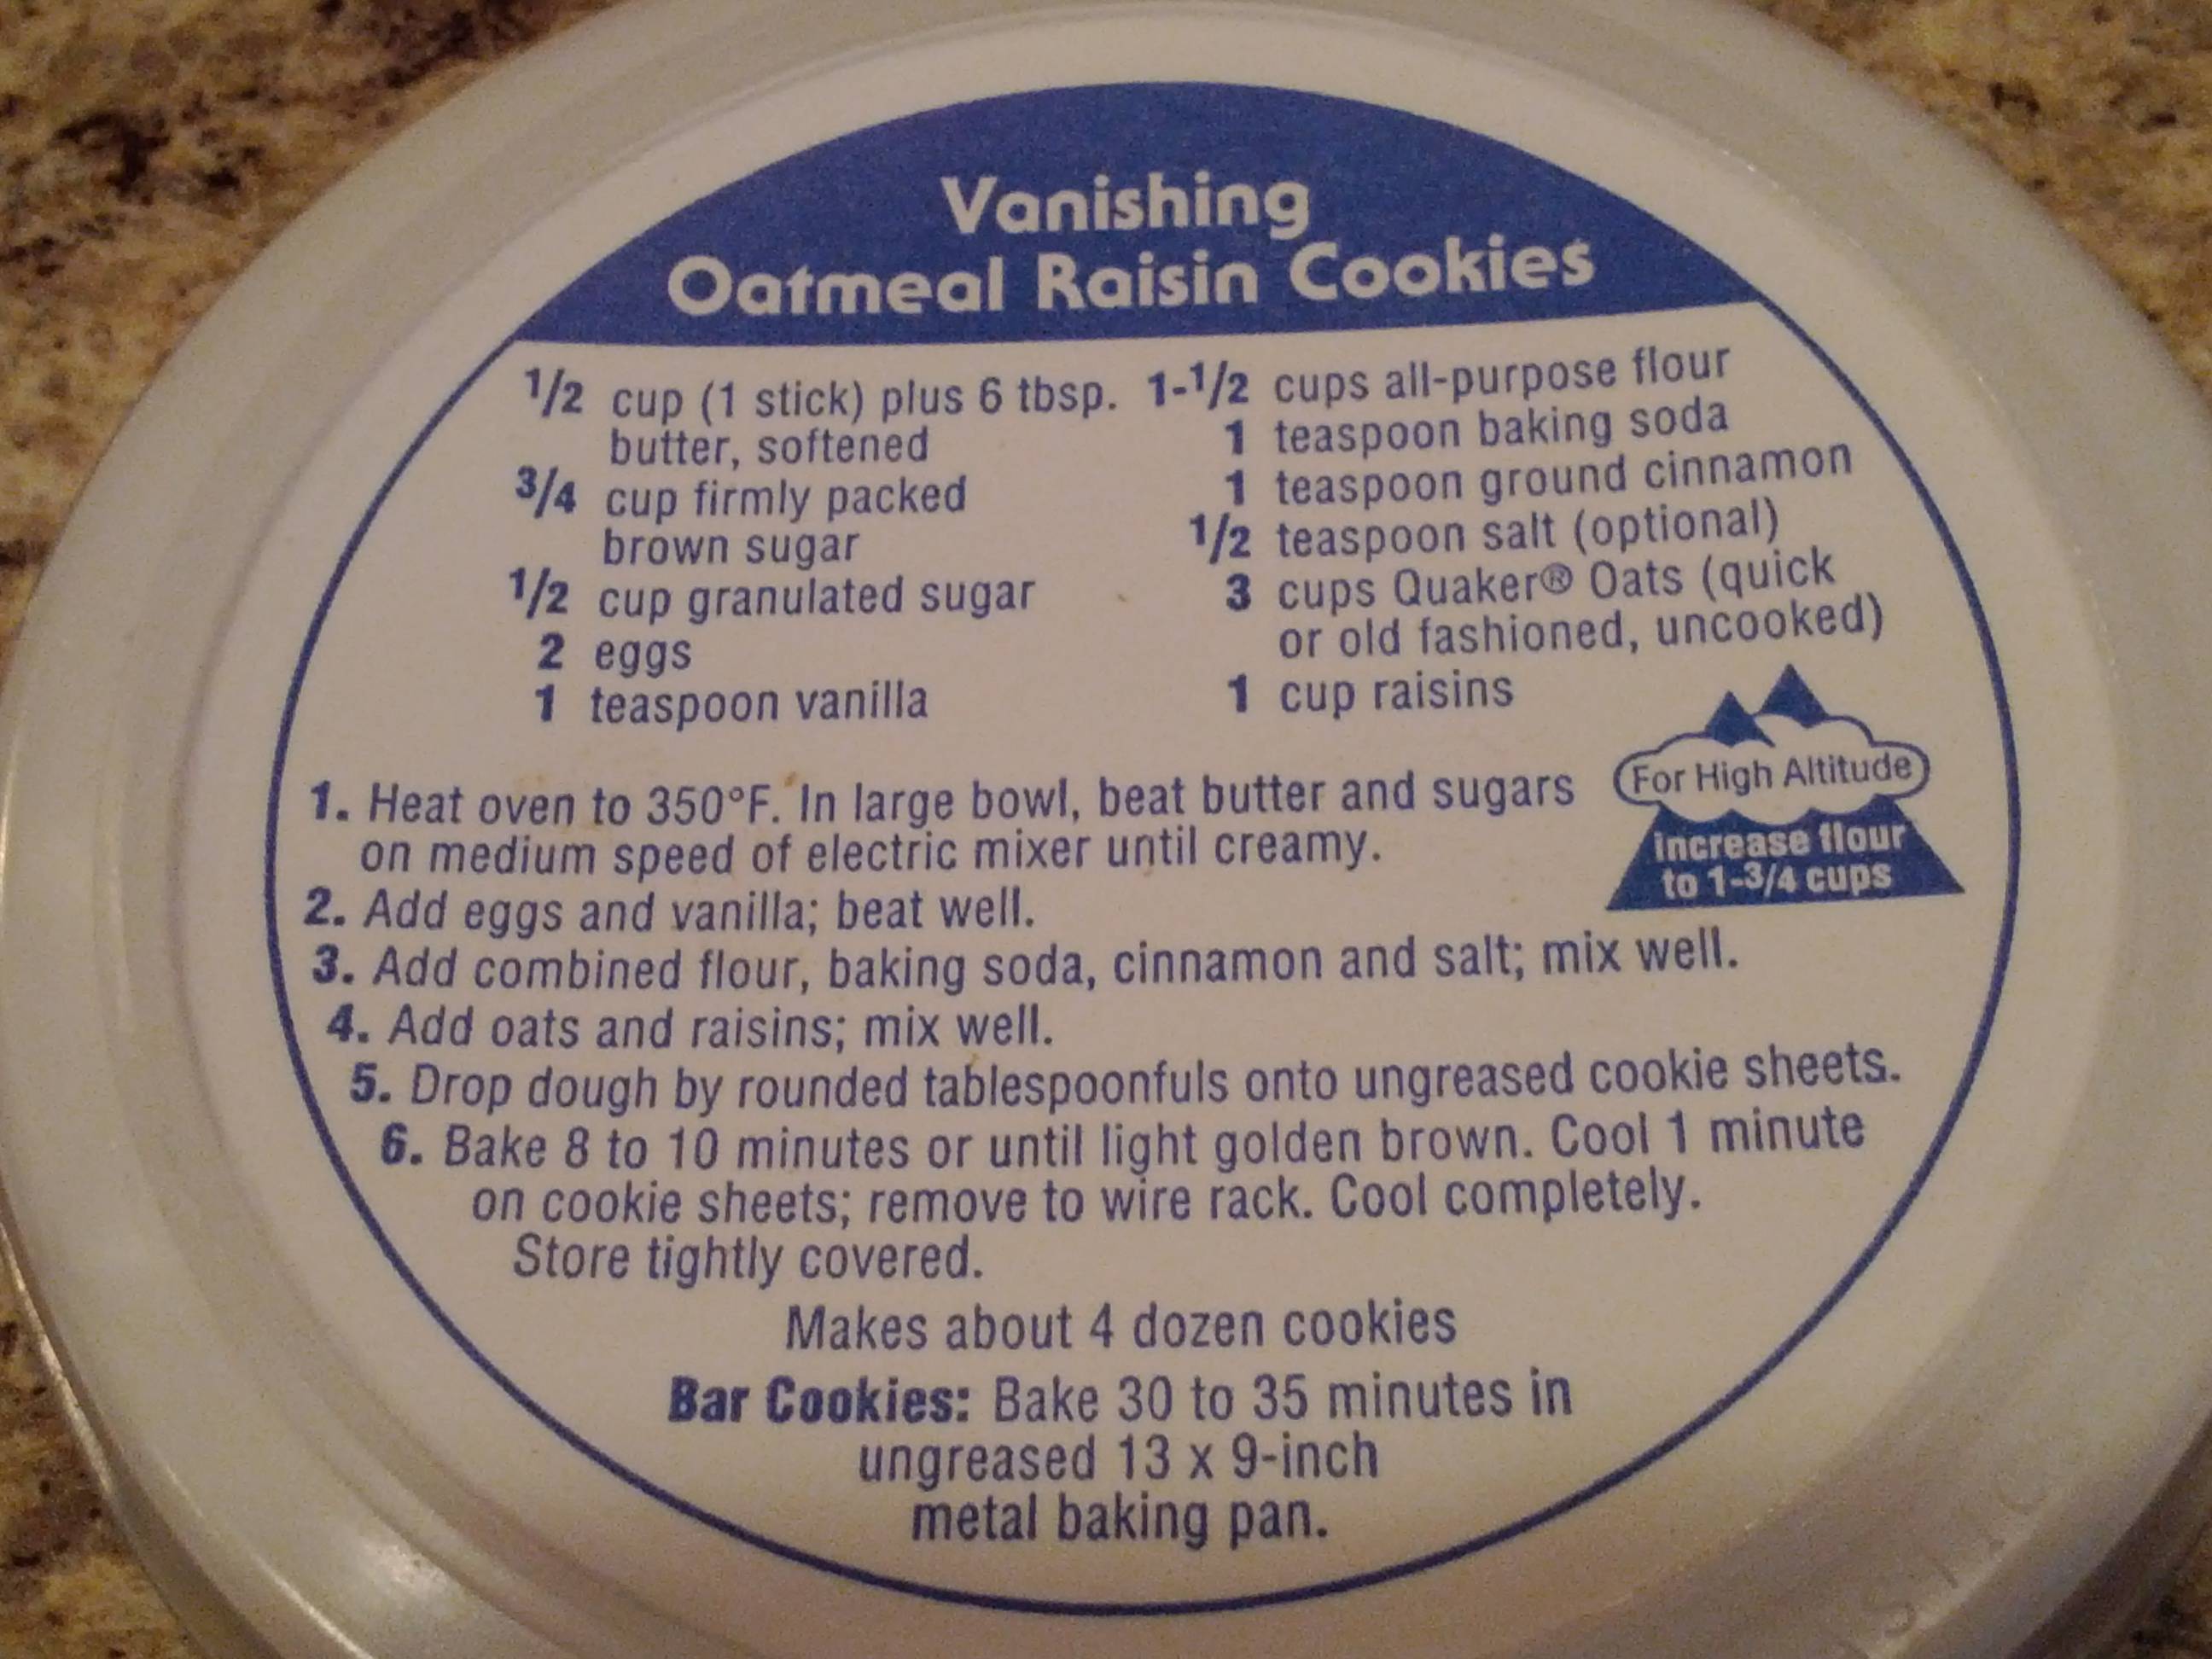 Vanishing
Oatmeal Raisin Cookies
1/2 cup (1 stick) plus 6 tbsp.
butter, softened
3/4 cup firmly packed
brown sugar
1/2 cup granulated sugar
2 eggs
1 teaspoon vanilla
1-1/2 cups all-purpose flour
1 teaspoon baking soda
1 teaspoon ground cinnamon
1/2 teaspoon salt (optional)
3 cups Quaker® Oats (quick
or old fashioned, uncooked)
1 cup raisins
For High Altitude
Increase flour
to 1-3/4 cups
1. Heat oven to 350°F. In large bowl, beat butter and sugars
on medium speed of electric mixer until creamy.
2. Add eggs and vanilla; beat well.
3. Add combined flour, baking soda, cinnamon and salt; mix well.
4. Add oats and raisins; mix well.
5. Drop dough by rounded tablespoonfuls onto ungreased cookie sheets.
6. Bake 8 to 10 minutes or until light golden brown. Cool 1 minute
on cookie sheets; remove to wire rack. Cool completely.
Store tightly covered.
Makes about 4 dozen cookies
Bar Cookies: Bake 30 to 35 minutes in
ungreased 13 x 9-inch
metal baking pan.